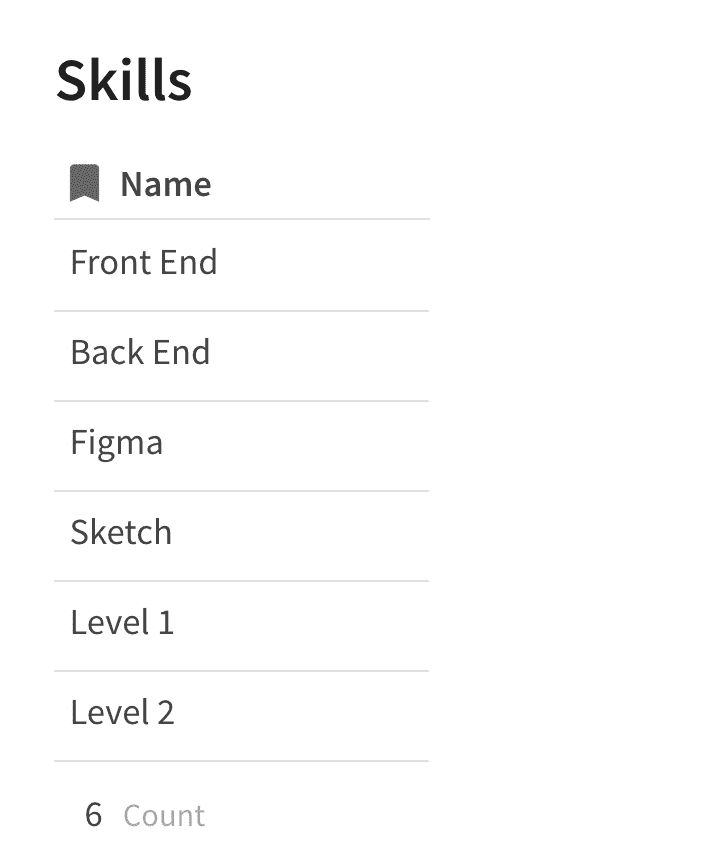 Skills
Name
Front End
Back End
Figma
Sketch
Level 1
Level 2
6 Count